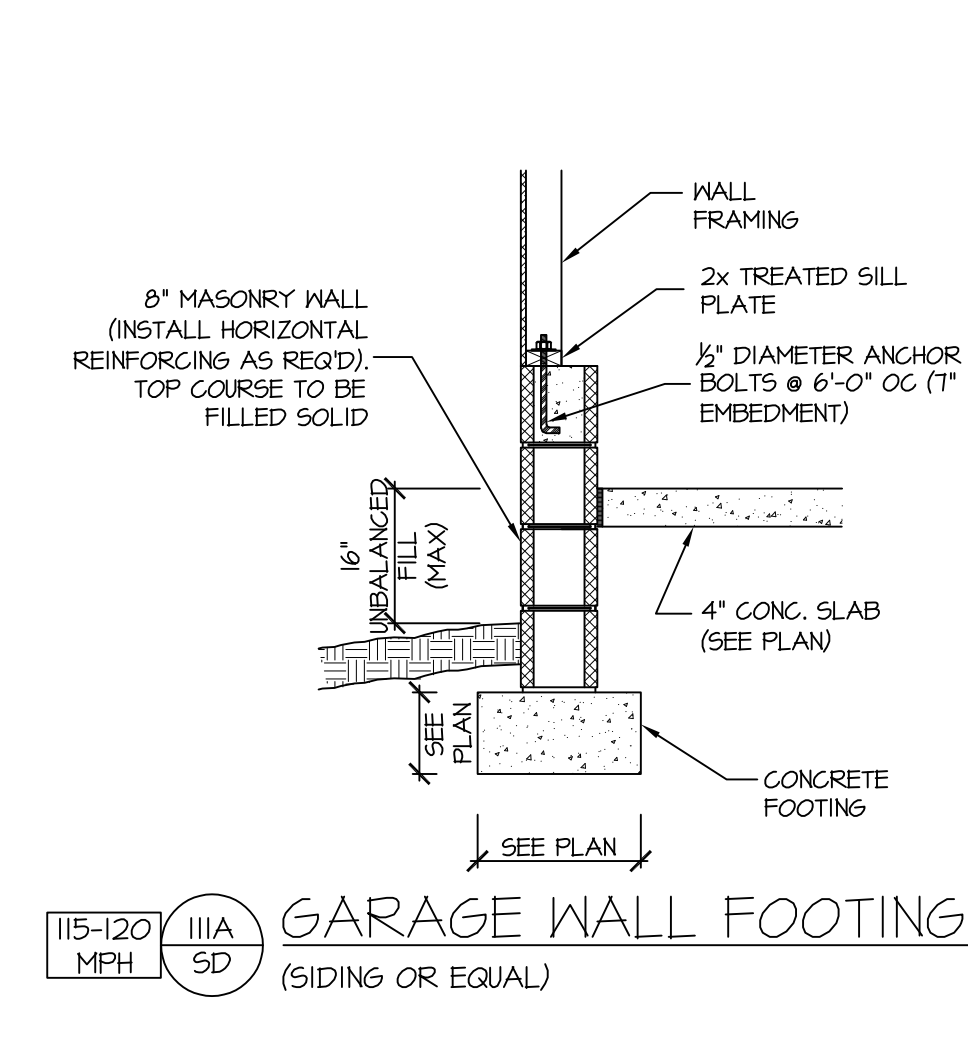 WALL
FRAMING
2x TREATED SILL
PLATE
8" MASONRY WALL
(INSTALL HORIZONTAL
REINFORCING AS REQ'D).
TOP COURSE TO BE
FILLED SOLID
½" DIAMETER ANCHOR
BOLTS @ 6'-0" OC (7"
EMBEDMENT)
16"
UNBALANCED
FILL
(MAX)
4" CONC. SLAB
(SEE PLAN)
SEE
PLAN
CONCRETE
FOOTING
SEE PLAN
115-120
MPH
111A
SD
GARAGE WALL FOOTING
(SIDING OR EQUAL)